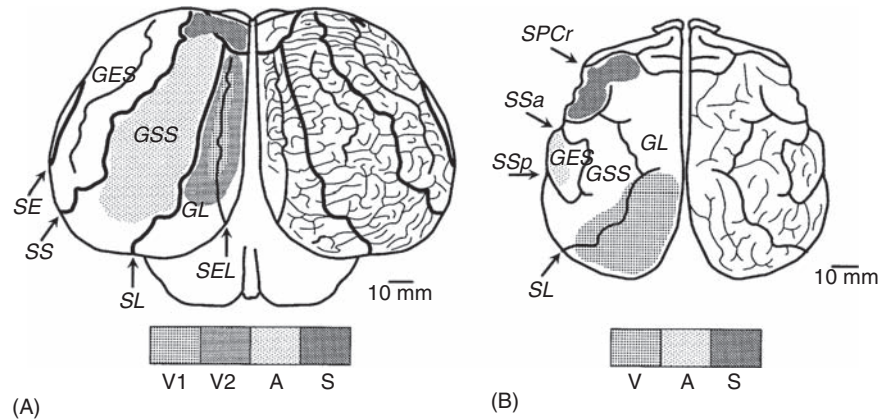 GES
GSS
GL
SE
SS
SL
SEL
10 mm
V1 V2 A S
(A)
SPCr
SSa
SSp
GES
GSS
GL
SL
10 mm
V A S
(B)